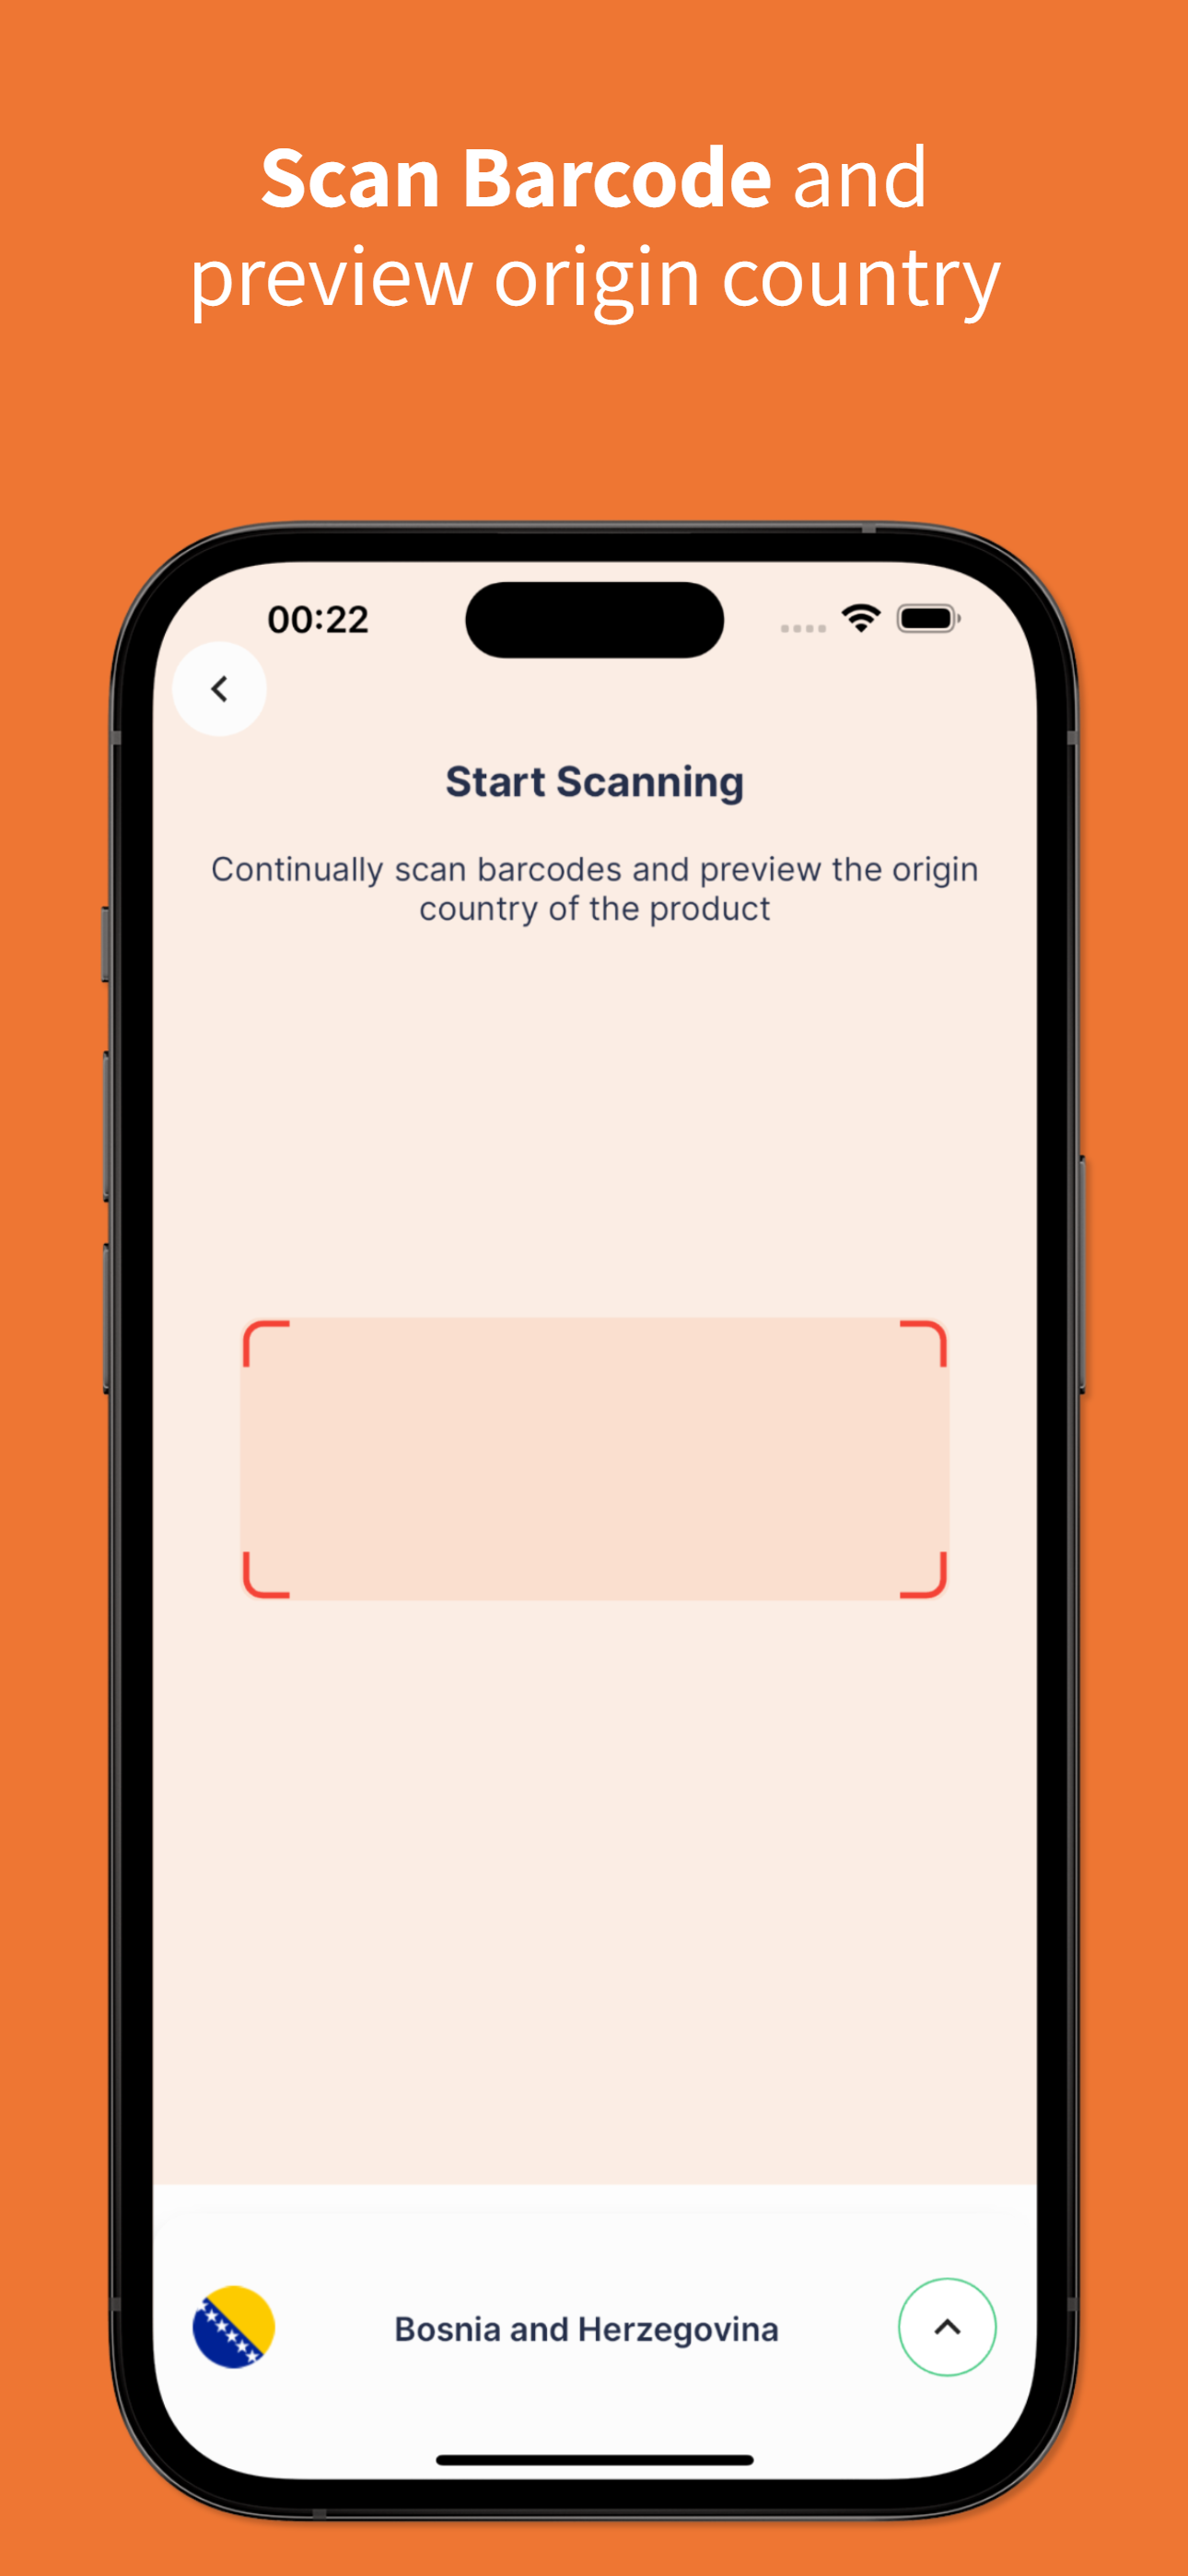 Scan Barcode and
preview origin country
00:22
Start Scanning
Continually scan barcodes and preview the origin
country of the product
Bosnia and Herzegovina